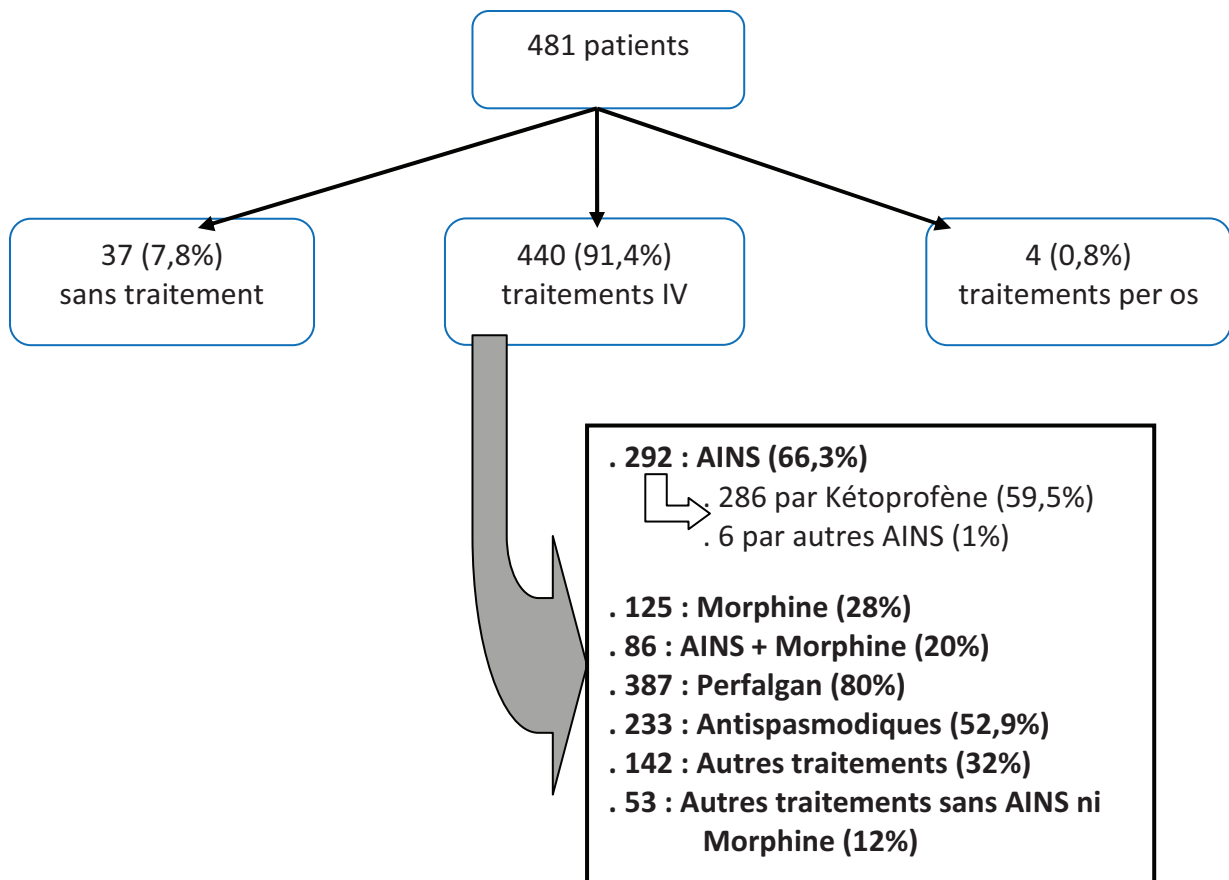 481 patients
37 (7,8%)
sans traitement
440 (91,4%)
traitements IV
4 (0,8%)
traitements per os
. 292 : AINS (66,3%)
. 286 par Kétoprofène (59,5%)
. 6 par autres AINS (1%)
. 125 : Morphine (28%)
. 86 : AINS + Morphine (20%)
. 387 : Perfalgan (80%)
. 233 : Antispasmodiques (52,9%)
. 142 : Autres traitements (32%)
. 53 : Autres traitements sans AINS ni
Morphine (12%)